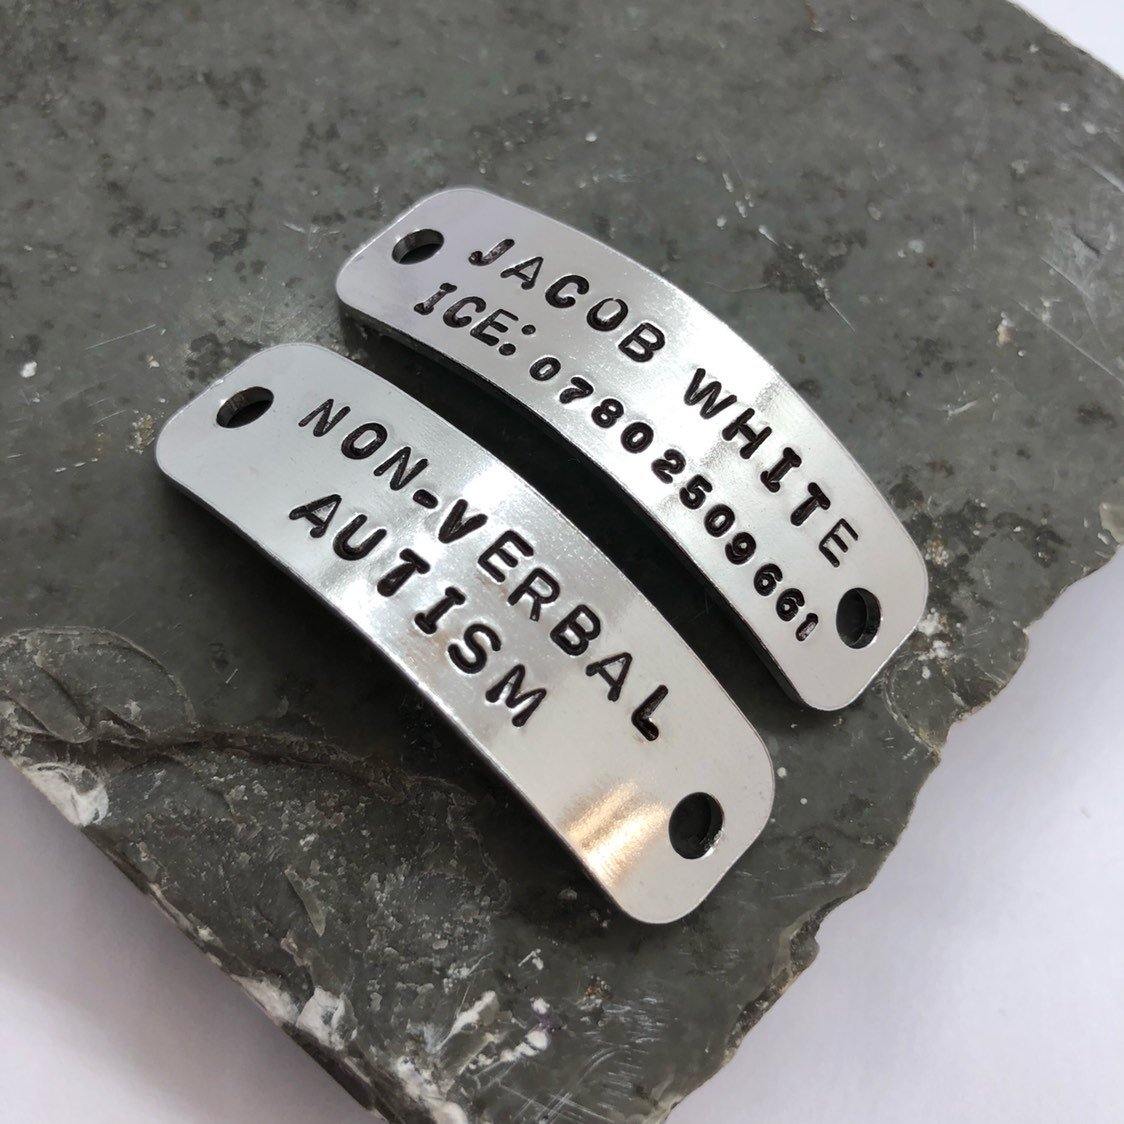 JACOB WHITE
ICE: 07802509661
NON-VERBAL
AUTISM